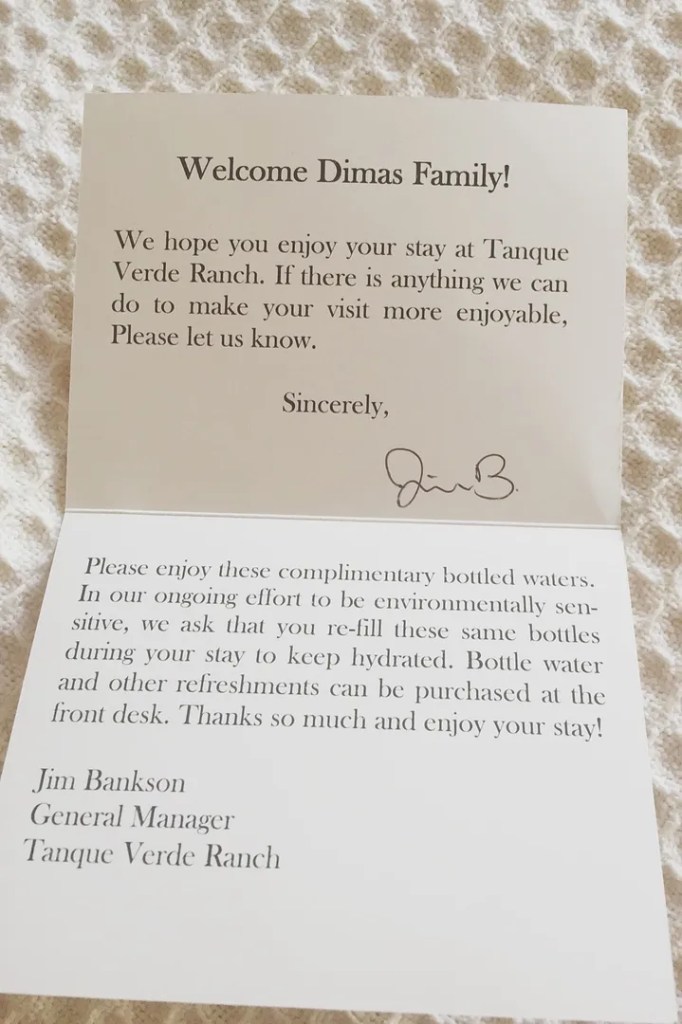 Welcome Dimas Family!
We hope you enjoy your stay at Tanque
Verde Ranch. If there is anything we can
do to make your visit more enjoyable,
Please let us know.
Sincerely,
Jim B.
Please enjoy these complimentary bottled waters.
In our ongoing effort to be environmentally sen-
sitive, we ask that you re-fill these same bottles
during your stay to keep hydrated. Bottle water
and other refreshments can be purchased at the
front desk. Thanks so much and enjoy your stay!
Jim Bankson
General Manager
Tanque Verde Ranch